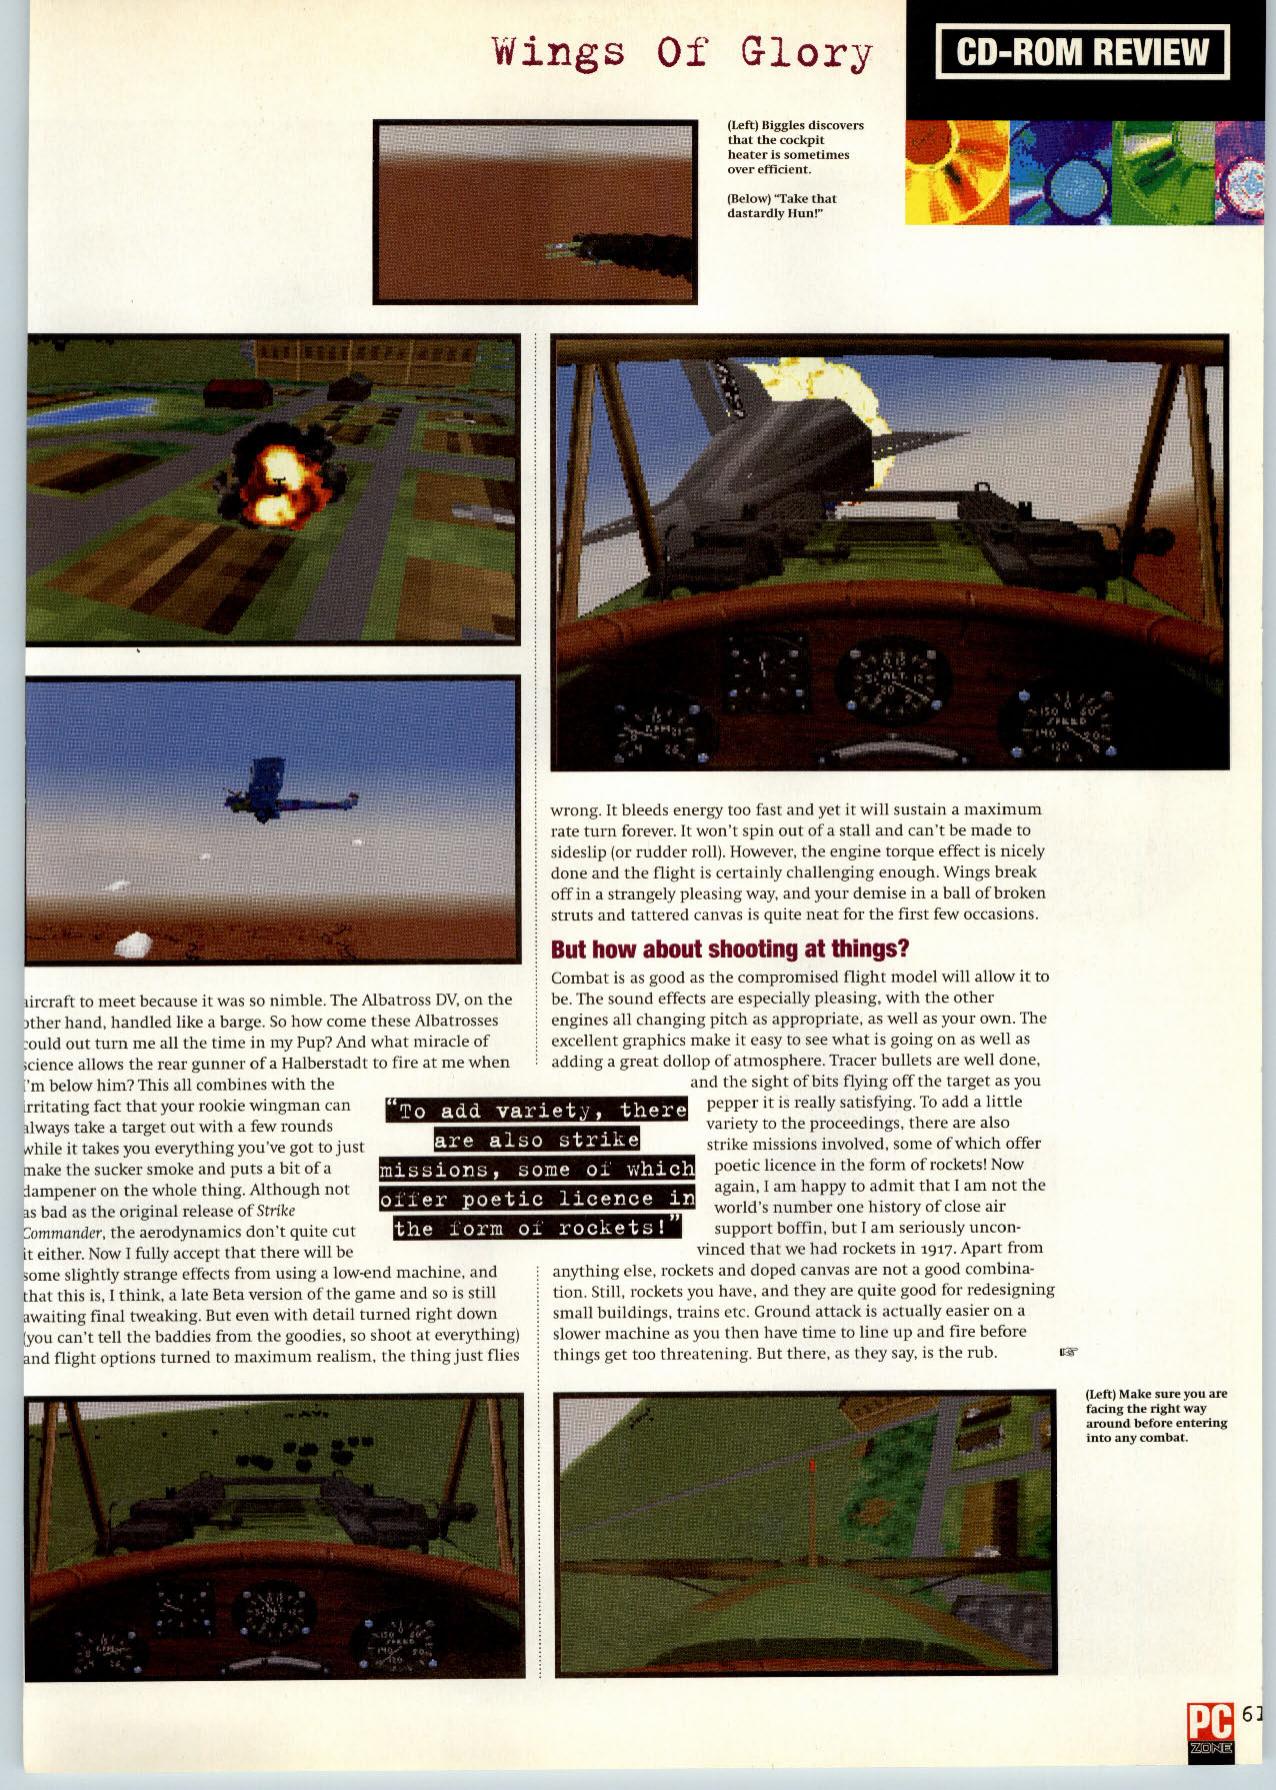 Wings Of Glory
CD-ROM REVIEW
(Left) Biggles discovers
that the cockpit
heater is sometimes
over efficient.
(Below) "Take that
dastardly Hun!"
aircraft to meet because it was so nimble. The Albatross DV, on the
other hand, handled like a barge. So how come these Albatrosses
could out turn me all the time in my Pup? And what miracle of
science allows the rear gunner of a Halberstadt to fire at me when
I'm below him? This all combines with the
irritating fact that your rookie wingman can
always take a target out with a few rounds
while it takes you everything you've got to just
make the sucker smoke and puts a bit of a
dampener on the whole thing. Although not
as bad as the original release of Strike
Commander, the aerodynamics don't quite cut
it either. Now I fully accept that there will be
some slightly strange effects from using a low-end machine, and
that this is, I think, a late Beta version of the game and so is still
awaiting final tweaking. But even with detail turned right down
(you can't tell the baddies from the goodies, so shoot at everything)
and flight options turned to maximum realism, the thing just flies
"To add variety, there
are also strike
missions, some of which
offer poetic licence in
the form of rockets!"
ALT.
SPEED
wrong. It bleeds energy too fast and yet it will sustain a maximum
rate turn forever. It won't spin out of a stall and can't be made to
sideslip (or rudder roll). However, the engine torque effect is nicely
done and the flight is certainly challenging enough. Wings break
off in a strangely pleasing way, and your demise in a ball of broken
struts and tattered canvas is quite neat for the first few occasions.
But how about shooting at things?
Combat is as good as the compromised flight model will allow it to
be. The sound effects are especially pleasing, with the other
engines all changing pitch as appropriate, as well as your own. The
excellent graphics make it easy to see what is going on as well as
adding a great dollop of atmosphere. Tracer bullets are well done,
and the sight of bits flying off the target as you
pepper it is really satisfying. To add a little
variety to the proceedings, there are also
strike missions involved, some of which offer
poetic licence in the form of rockets! Now
again, I am happy to admit that I am not the
world's number one history of close air
support boffin, but I am seriously uncon-
vinced that we had rockets in 1917. Apart from
anything else, rockets and doped canvas are not a good combina-
tion. Still, rockets you have, and they are quite good for redesigning
small buildings, trains etc. Ground attack is actually easier on a
slower machine as you then have time to line up and fire before
things get too threatening. But there, as they say, is the rub.
(Left) Make sure you are
facing the right way
around before entering
into any combat.
PC
ZONE
61